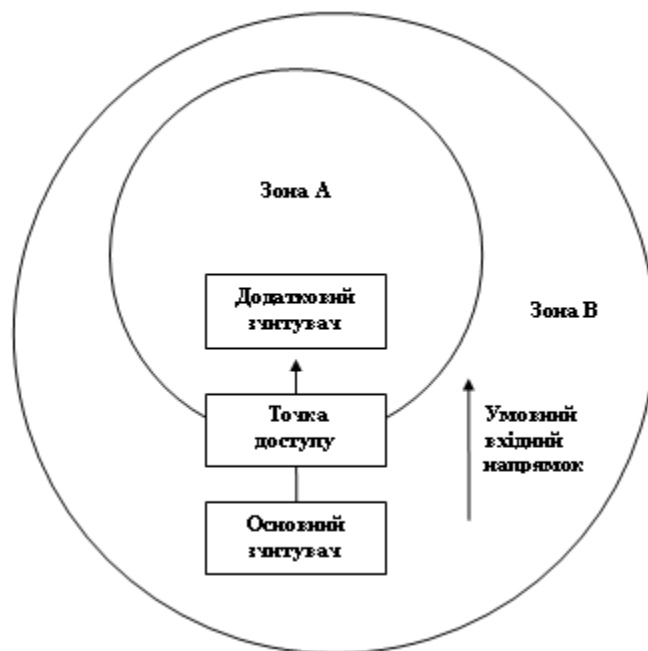 Зона А
Додатковий
зчитувач
Зона В
Точка
доступу
Умовний
вхідний
напрямок
Основний
зчитувач